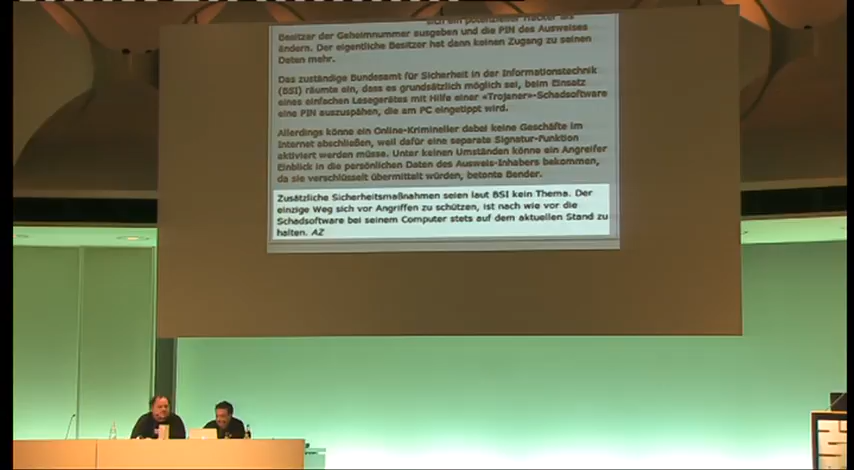 sich ein potenzieller Hacker als
Besitzer der Geheimnummer ausgeben und die PIN des Ausweises
ändern. Der eigentliche Besitzer hat dann keinen Zugang zu seinen
Daten mehr.
Das zuständige Bundesamt für Sicherheit in der Informationstechnik
(BSI) räumte ein, dass es grundsätzlich möglich sei, beim Einsatz
eines einfachen Lesegerätes mit Hilfe einer «Trojaner»-Schadsoftware
eine PIN auszuspähen, die am PC eingetippt wird.
Allerdings könne ein Online-Krimineller dabei keine Geschäfte im
Internet abschließen, weil dafür eine separate Signatur-Funktion
aktiviert werden müsse. Unter keinen Umständen könne ein Angreifer
Einblick in die persönlichen Daten des Ausweis-Inhabers bekommen,
da sie verschlüsselt übermittelt würden, betonte Bender.
Zusätzliche Sicherheitsmaßnahmen seien laut BSI kein Thema. Der
einzige Weg sich vor Angriffen zu schützen, ist nach wie vor die
Schadsoftware bei seinem Computer stets auf dem aktuellen Stand zu
halten. AZ